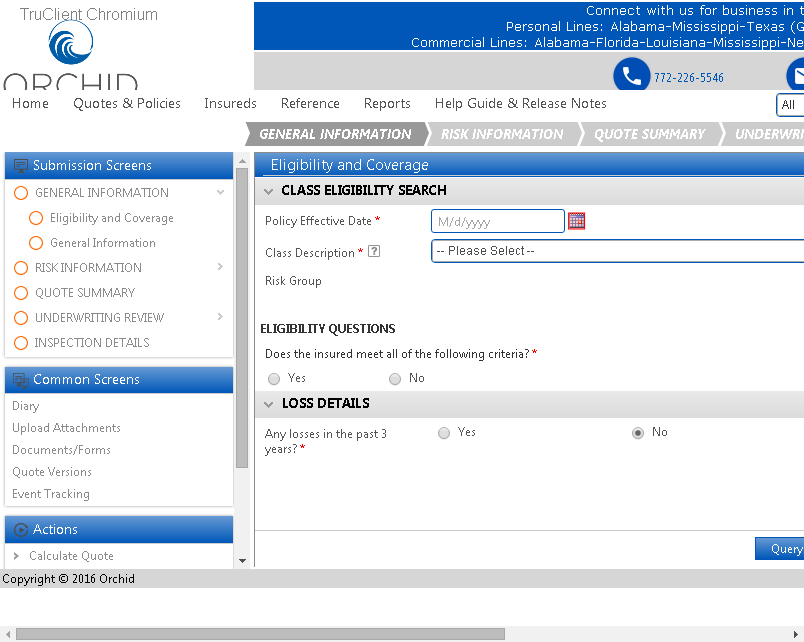 TruClient Chromium
ORCHID
Connect with us for business in
Personal Lines: Alabama-Mississippi-Texas
Commercial Lines: Alabama-Florida-Louisiana-Mississippi-
772-226-5546
Home Quotes & Policies Insureds Reference Reports Help Guide & Release Notes All
GENERAL INFORMATION RISK INFORMATION QUOTE SUMMARY UNDERWRI
Submission Screens
GENERAL INFORMATION
Eligibility and Coverage
General Information
RISK INFORMATION
QUOTE SUMMARY
UNDERWRITING REVIEW
INSPECTION DETAILS
Common Screens
Diary
Upload Attachments
Documents/Forms
Quote Versions
Event Tracking
Actions
Calculate Quote
Eligibility and Coverage
CLASS ELIGIBILITY SEARCH
Policy Effective Date * M/d/yyyy
Class Description * ? -- Please Select --
Risk Group
ELIGIBILITY QUESTIONS
Does the insured meet all of the following criteria? *
Yes No
LOSS DETAILS
Any losses in the past 3 Yes No
years? *
Query
Copyright © 2016 Orchid